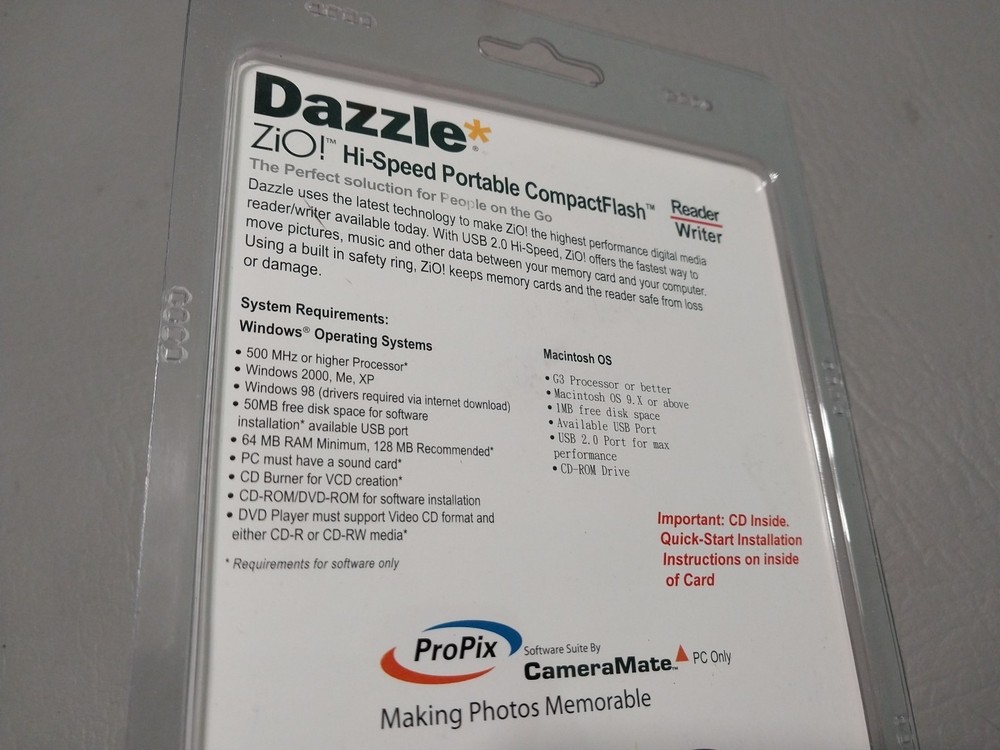 Dazzle*®
ZiO!™ Hi-Speed Portable CompactFlash™ Reader Writer
The Perfect soluction for People on the Go
Dazzle uses the latest technology to make ZiO! the highest performance digital media
reader/writer available today. With USB 2.0 Hi-Speed, ZiO! offers the fastest way to
move pictures, music and other data between your memory card and your computer.
Using a built in safety ring, ZiO! keeps memory cards and the reader safe from loss
or damage.
System Requirements:
Windows® Operating Systems
• 500 MHz or higher Processor*
• Windows 2000, Me, XP
• Windows 98 (drivers required via internet download)
• 50MB free disk space for software
installation* available USB port
• 64 MB RAM Minimum, 128 MB Recommended*
• PC must have a sound card*
• CD Burner for VCD creation*
• CD-ROM/DVD-ROM for software installation
• DVD Player must support Video CD format and
either CD-R or CD-RW media*
* Requirements for software only
Macintosh OS
• G3 Processor or better
• Macintosh OS 9.X or above
• 1MB free disk space
• Available USB Port
• USB 2.0 Port for max
performance
• CD-ROM Drive
Important: CD Inside.
Quick-Start Installation
Instructions on inside
of Card
ProPix
Software Suite By
CameraMate™ PC Only
Making Photos Memorable